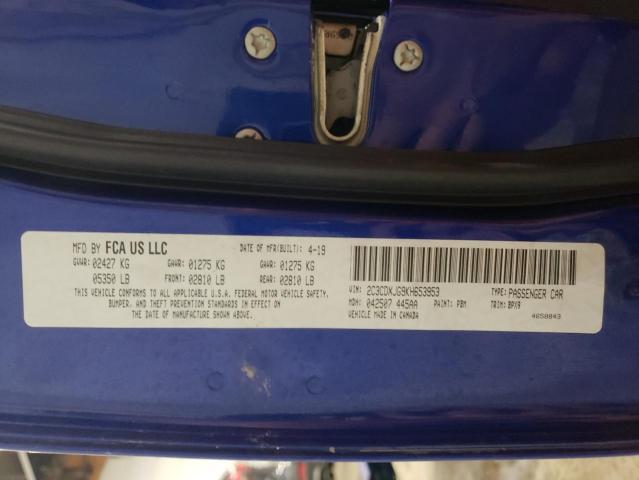 MFD BY FCA US LLC DATE OF MFR(BUILT): 4-19
GVWR: 02427 KG GAWR: 01275 KG GAWR: 01275 KG
05350 LB FRONT: 02810 LB REAR: 02810 LB
THIS VEHICLE CONFORMS TO ALL APPLICABLE U.S.A. FEDERAL MOTOR VEHICLE SAFETY,
BUMPER, AND THEFT PREVENTION STANDARDS IN EFFECT ON
THE DATE OF MANUFACTURE SHOWN ABOVE.
VIN: 2C3CDXJG9KH653953 TYPE: PASSENGER CAR
MDH: 042507 445AA PAINT: PBM TRIM: BPX9
VEHICLE MADE IN CANADA 4658843